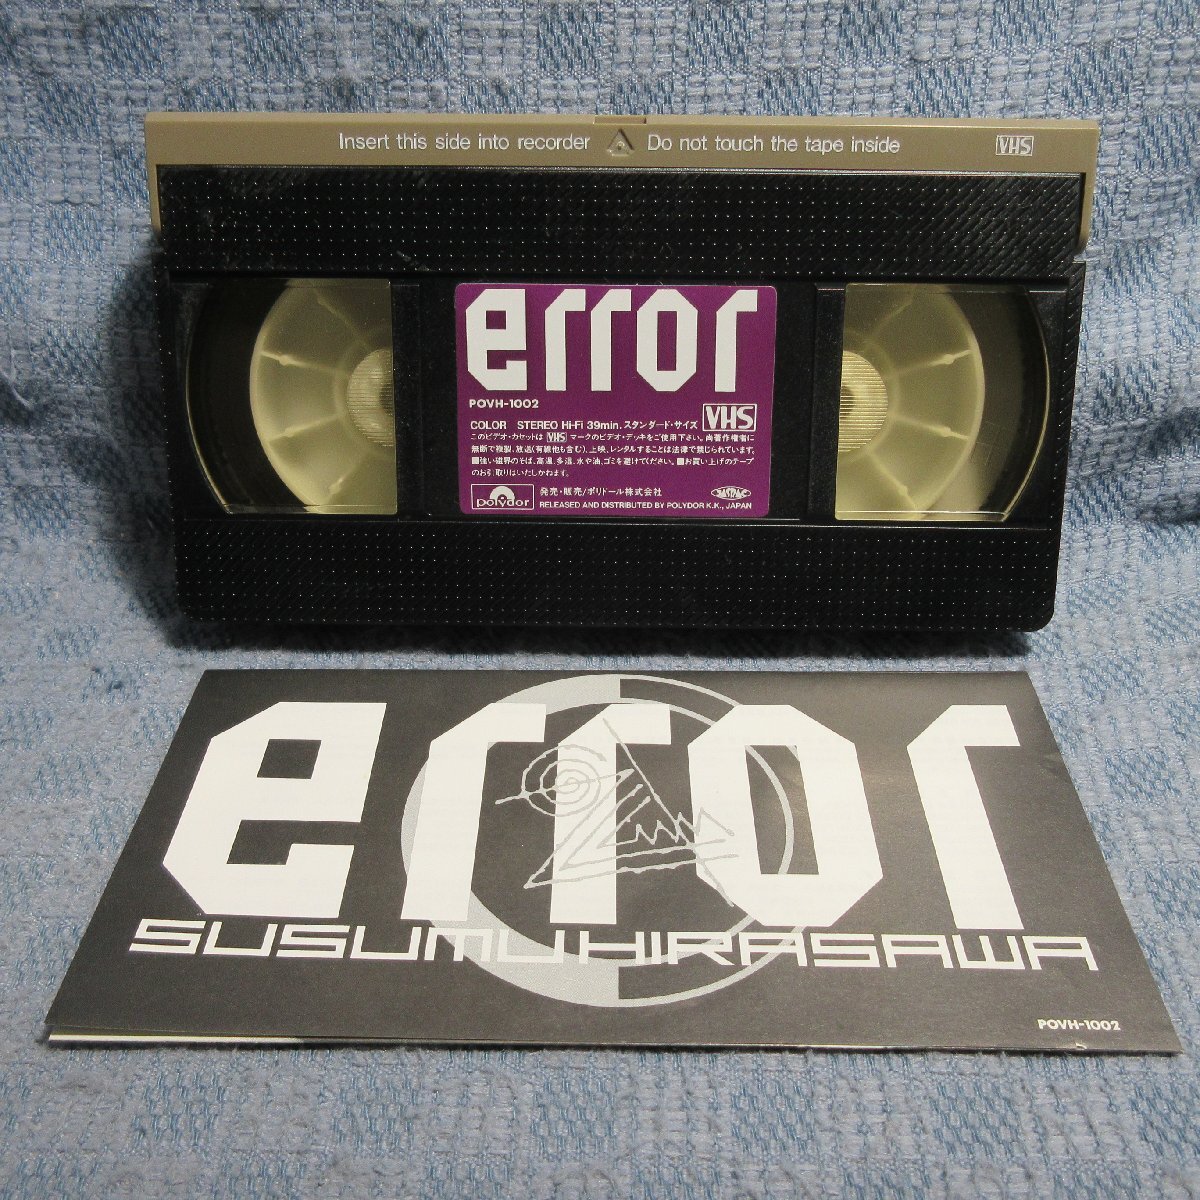 Insert this side into recorder Do not touch the tape inside VHS
error
POVH-1002
COLOR STEREO Hi-Fi 39min. スタンダード・サイズ VHS
このビデオ・カセットは VHS マークのビデオ・デッキをご使用下さい。尚著作権者に
無断で複製、放送(有線他も含む)、上映、レンタルすることは法律で禁じられています。
■強い磁界のそば、高温、多湿、水や油、ゴミを避けてください。■お買い上げのテープ
のお引取りはいたしかねます。
polydor 発売・販売/ポリドール株式会社
RELEASED AND DISTRIBUTED BY POLYDOR K.K., JAPAN
error
SUSUMU HIRASAWA
POVH-1002